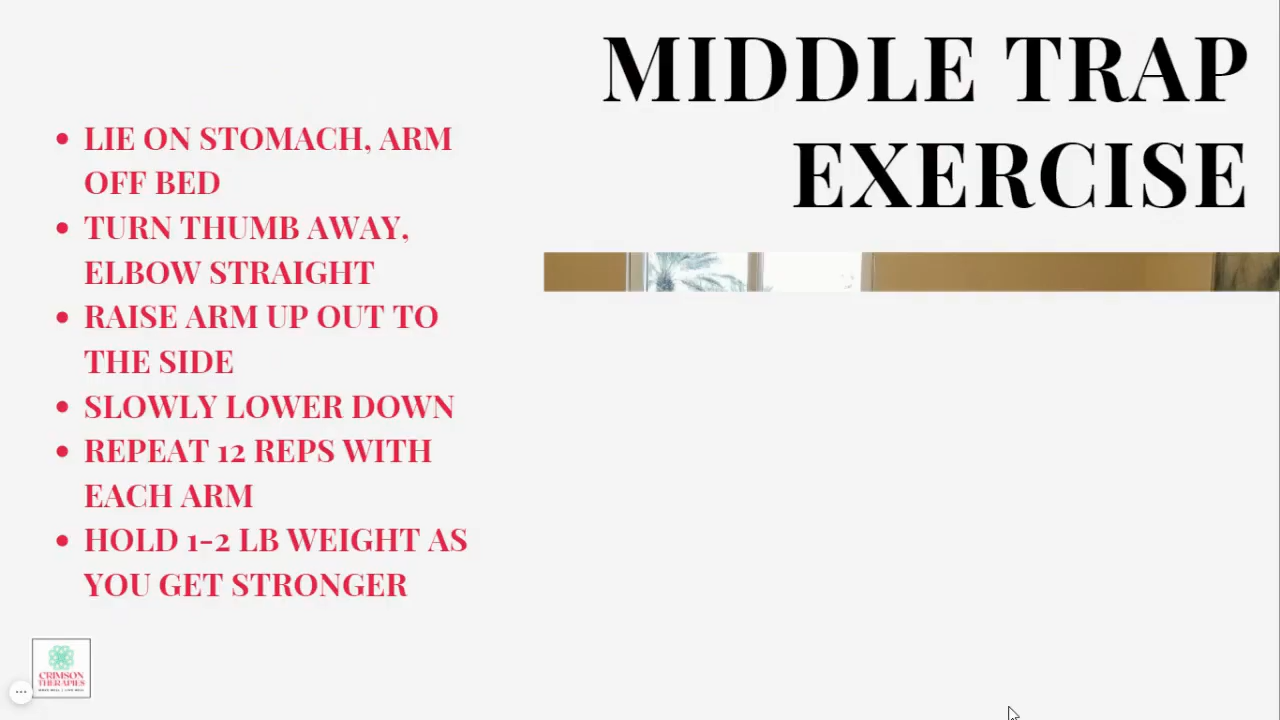 MIDDLE TRAP
EXERCISE
• LIE ON STOMACH, ARM
OFF BED
• TURN THUMB AWAY,
ELBOW STRAIGHT
• RAISE ARM UP OUT TO
THE SIDE
• SLOWLY LOWER DOWN
• REPEAT 12 REPS WITH
EACH ARM
• HOLD 1-2 LB WEIGHT AS
YOU GET STRONGER
CRIMSON
THERAPIES